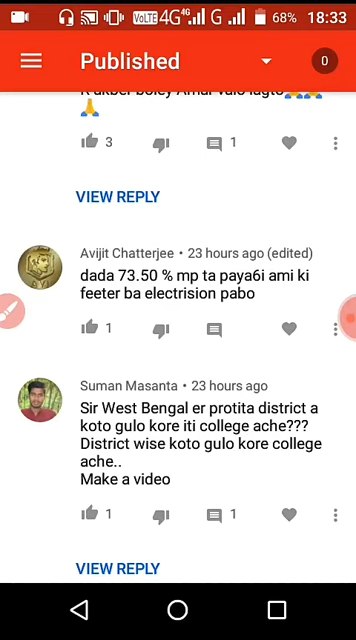 VoLTE 4G 4G G 68% 18:33
Published 0
🙏🙏
🙏
3 1
VIEW REPLY
Avijit Chatterjee • 23 hours ago (edited)
dada 73.50 % mp ta paya6i ami ki
feeter ba electrision pabo
1
Suman Masanta • 23 hours ago
Sir West Bengal er protita district a
koto gulo kore iti college ache???
District wise koto gulo kore college
ache..
Make a video
1 1
VIEW REPLY